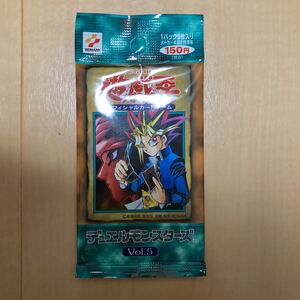 KONAMI
1パック5枚入り
150円
遊戯王
オフィシャルカードゲーム
デュエルモンスターズ
Vol.5